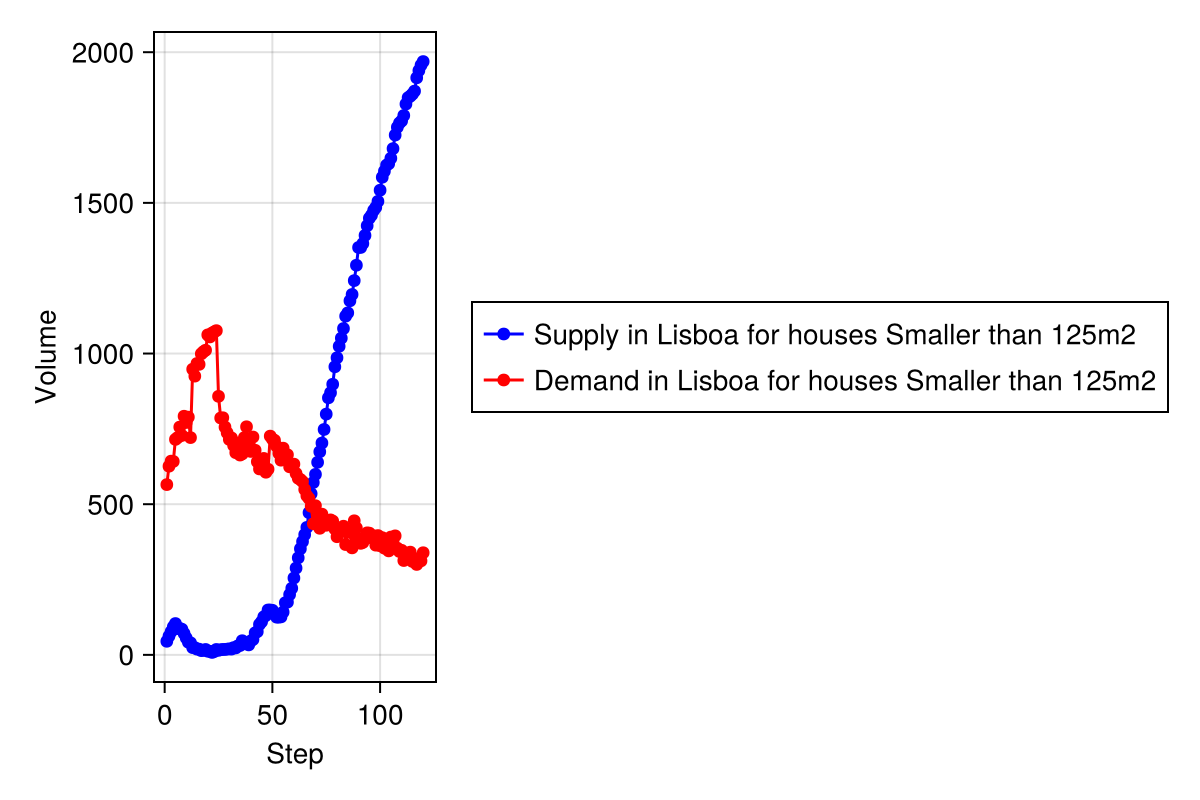 2000
1500
1000
500
0
Volume
0 50 100
Step
Supply in Lisboa for houses Smaller than 125m2
Demand in Lisboa for houses Smaller than 125m2